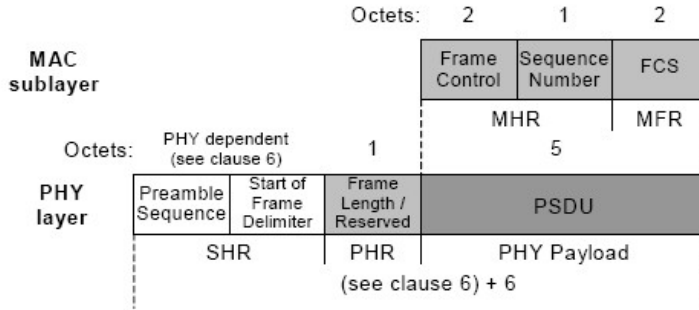 Octets: 2 1 2
MAC sublayer
Frame Control
Sequence Number
FCS
MHR MFR
Octets: PHY dependent (see clause 6) 1 5
PHY layer
Preamble Sequence
Start of Frame Delimiter
Frame Length / Reserved
PSDU
SHR PHR PHY Payload
(see clause 6) + 6